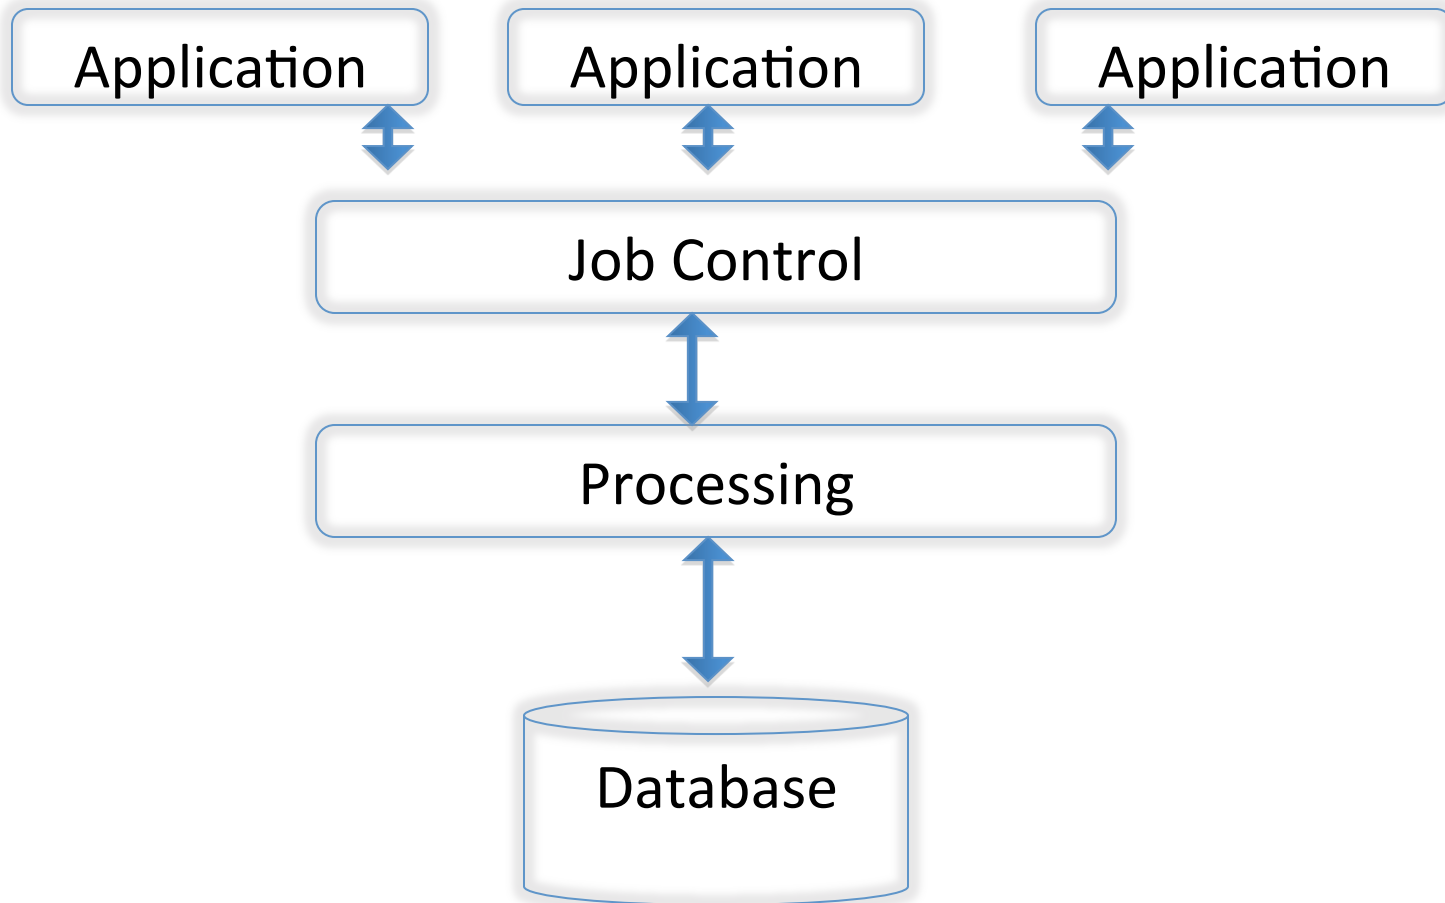 Application
Application
Application
Job Control
Processing
Database